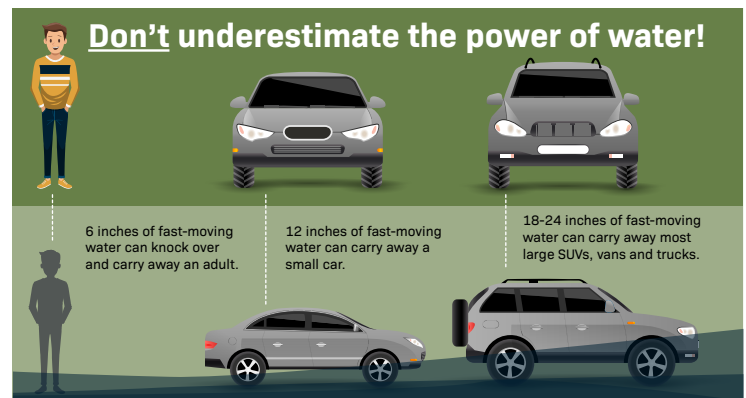 Don't underestimate the power of water!
6 inches of fast-moving
water can knock over
and carry away an adult.
12 inches of fast-moving
water can carry away a
small car.
18-24 inches of fast-moving
water can carry away most
large SUVs, vans and trucks.